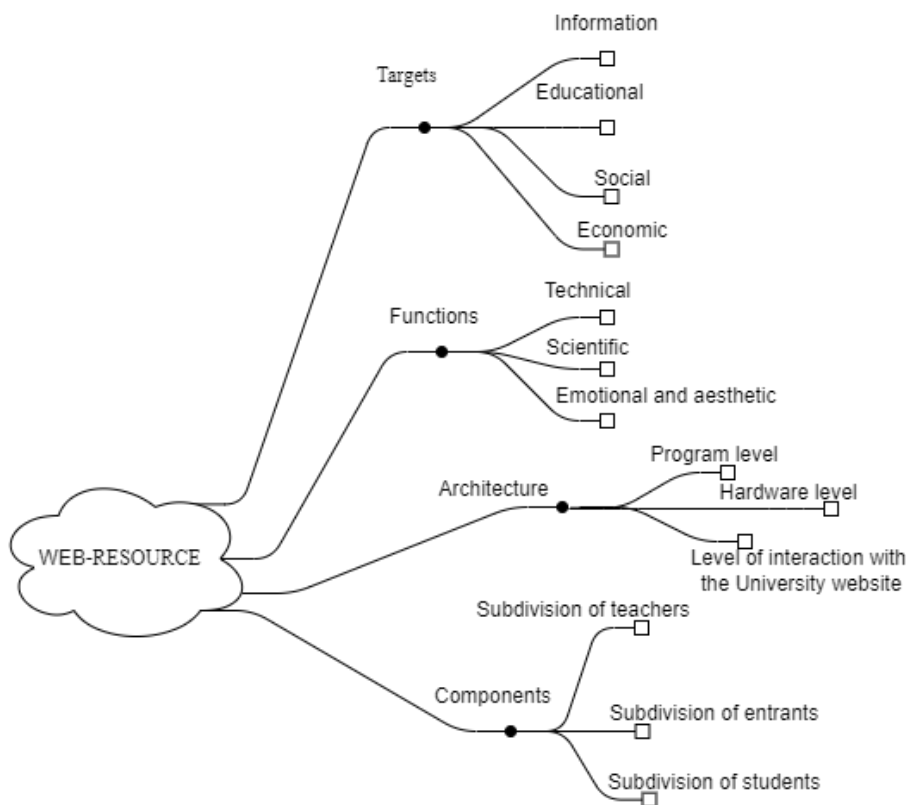 Information
Targets
Educational
Social
Economic
Technical
Functions
Scientific
Emotional and aesthetic
Program level
Architecture
Hardware level
WEB-RESOURCE
Level of interaction with
the University website
Subdivision of teachers
Components
Subdivision of entrants
Subdivision of students